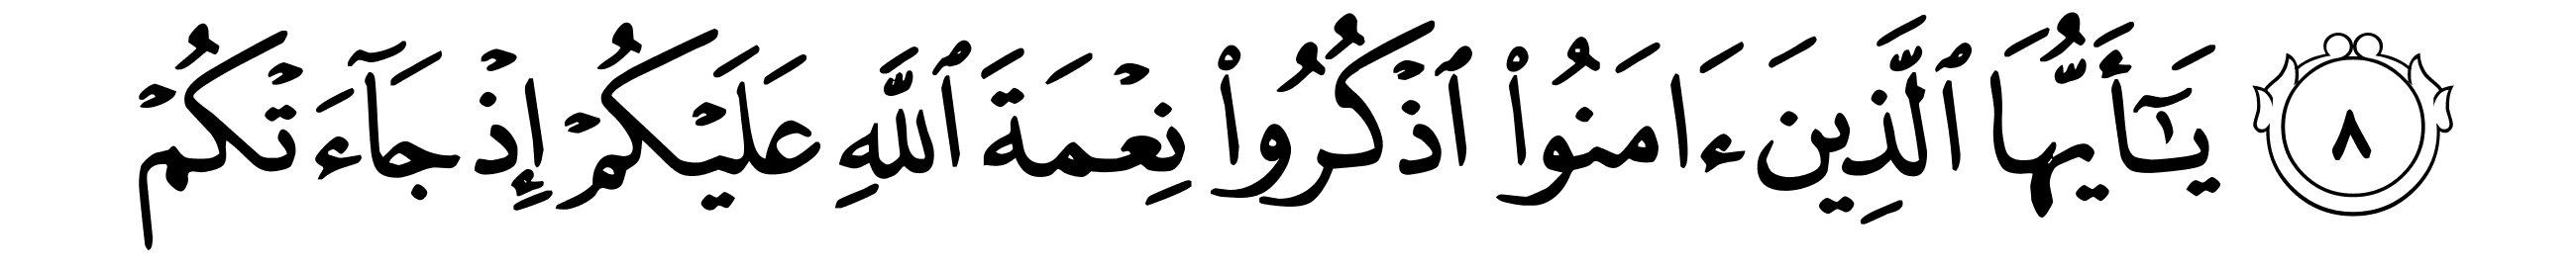 ٨ يَـٰٓأَيُّهَا ٱلَّذِينَ ءَامَنُوا۟ ٱذْكُرُوا۟ نِعْمَةَ ٱللَّهِ عَلَيْكُمْ إِذْ جَآءَتْكُمْ